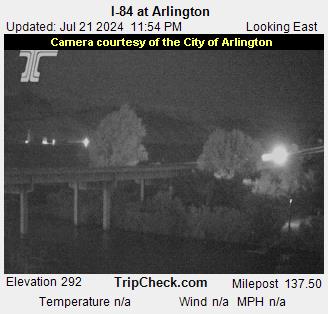 I-84 at Arlington
Updated: Jul 21 2024 11:54 PM Looking East
Camera courtesy of the City of Arlington
Elevation 292 TripCheck.com Milepost 137.50
Temperature n/a Wind n/a MPH n/a